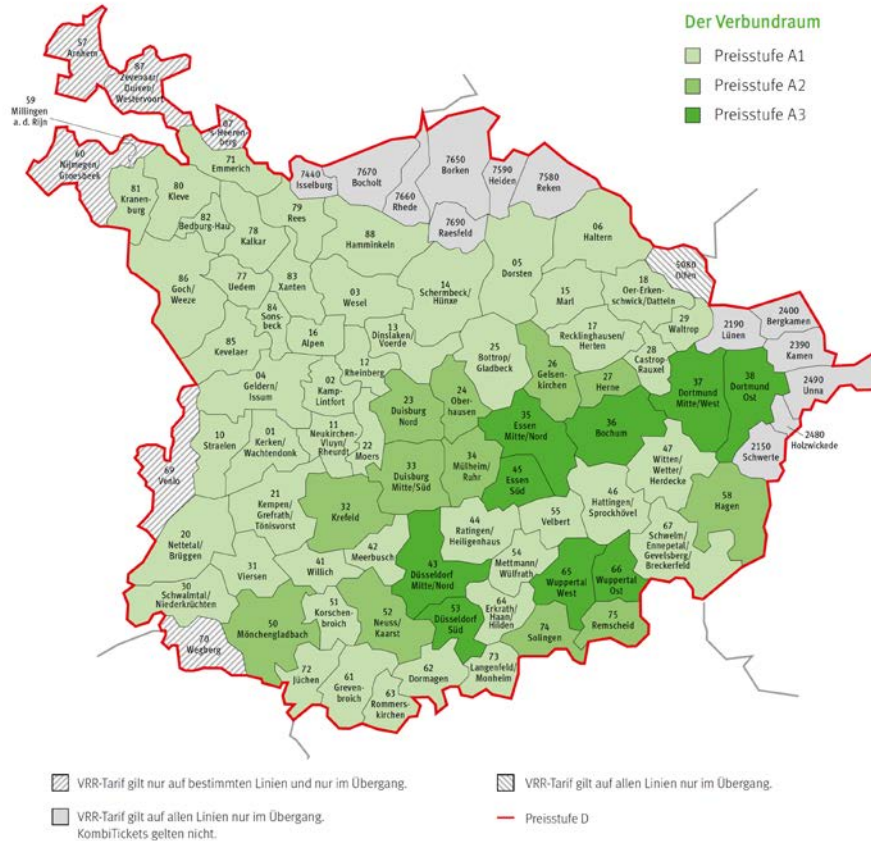 Der Verbundraum
Preisstufe A1
Preisstufe A2
Preisstufe A3
57
Arnhem
87
Zevenaar/
Duiven/
Westervoort
59
Millingen
a. d. Rijn
07
s-Heeren-
berg
60
Nijmegen/
Groesbeek
71
Emmerich
7440
Isselburg
7670
Bocholt
7650
Borken
7590
Heiden
7580
Reken
7660
Rhede
7690
Raesfeld
81
Kranen-
burg
80
Kleve
82
Bedburg-Hau
78
Kalkar
79
Rees
88
Hamminkeln
06
Haltern
05
Dorsten
5080
Olfen
86
Goch/
Weeze
77
Uedem
83
Xanten
03
Wesel
14
Schermbeck/
Hünxe
15
Marl
18
Oer-Erken-
schwick/Datteln
84
Sons-
beck
16
Alpen
13
Dinslaken/
Voerde
17
Recklinghausen/
Herten
29
Waltrop
2190
Lünen
2400
Bergkamen
2390
Kamen
85
Kevelaer
25
Bottrop/
Gladbeck
28
Castrop-
Rauxel
12
Rheinberg
26
Gelsen-
kirchen
27
Herne
37
Dortmund
Mitte/West
38
Dortmund
Ost
2490
Unna
04
Geldern/
Issum
02
Kamp-
Lintfort
23
Duisburg
Nord
24
Ober-
hausen
35
Essen
Mitte/Nord
36
Bochum
2480
Holzwickede
2150
Schwerte
10
Straelen
01
Kerken/
Wachtendonk
11
Neukirchen-
Vluyn/
Rheurdt
22
Moers
33
Duisburg
Mitte/Süd
34
Mülheim/
Ruhr
45
Essen
Süd
47
Witten/
Wetter/
Herdecke
69
Venlo
21
Kempen/
Grefrath/
Tönisvorst
32
Krefeld
46
Hattingen/
Sprockhövel
58
Hagen
44
Ratingen/
Heiligenhaus
55
Velbert
67
Schwelm/
Ennepetal/
Gevelsberg/
Breckerfeld
20
Nettetal/
Brüggen
31
Viersen
41
Willich
42
Meerbusch
43
Düsseldorf
Mitte/Nord
54
Mettmann/
Wülfrath
65
Wuppertal
West
66
Wuppertal
Ost
30
Schwalmtal/
Niederkrüchten
51
Korschen-
broich
52
Neuss/
Kaarst
53
Düsseldorf
Süd
64
Erkrath/
Haan/
Hilden
74
Solingen
75
Remscheid
70
Wegberg
50
Mönchengladbach
72
Jüchen
61
Greven-
broich
63
Rommers-
kirchen
62
Dormagen
73
Langenfeld/
Monheim
VRR-Tarif gilt nur auf bestimmten Linien und nur im Übergang.
VRR-Tarif gilt auf allen Linien nur im Übergang.
VRR-Tarif gilt auf allen Linien nur im Übergang.
KombiTickets gelten nicht.
Preisstufe D